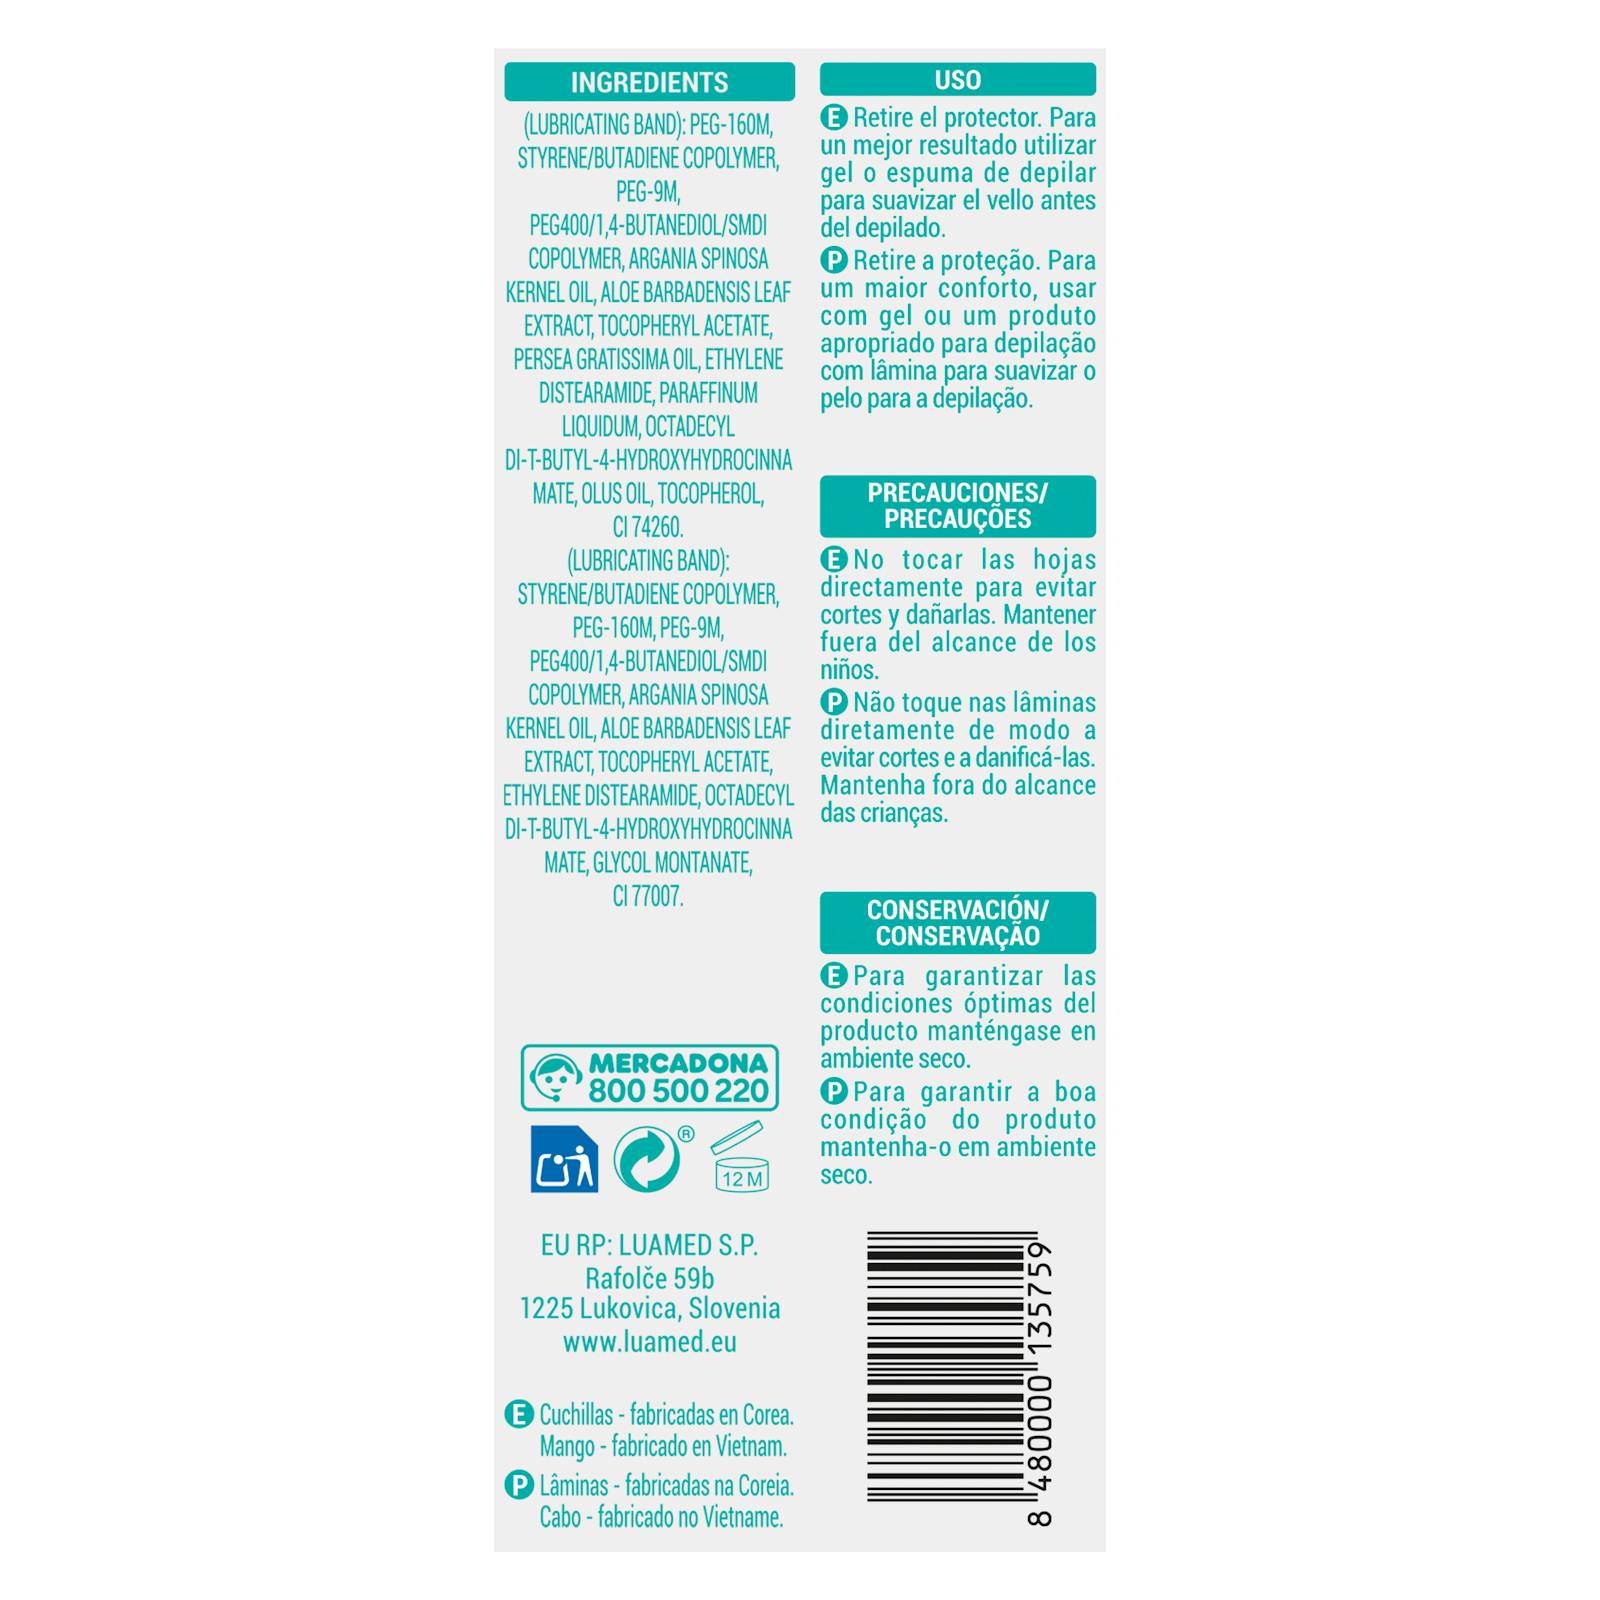 INGREDIENTS
(LUBRICATING BAND): PEG-160M,
STYRENE/BUTADIENE COPOLYMER,
PEG-9M,
PEG400/1,4-BUTANEDIOL/SMDI
COPOLYMER, ARGANIA SPINOSA
KERNEL OIL, ALOE BARBADENSIS LEAF
EXTRACT, TOCOPHERYL ACETATE,
PERSEA GRATISSIMA OIL, ETHYLENE
DISTEARAMIDE, PARAFFINUM
LIQUIDUM, OCTADECYL
DI-T-BUTYL-4-HYDROXYHYDROCINNA
MATE, OLUS OIL, TOCOPHEROL,
CI 74260.
(LUBRICATING BAND):
STYRENE/BUTADIENE COPOLYMER,
PEG-160M, PEG-9M,
PEG400/1,4-BUTANEDIOL/SMDI
COPOLYMER, ARGANIA SPINOSA
KERNEL OIL, ALOE BARBADENSIS LEAF
EXTRACT, TOCOPHERYL ACETATE,
ETHYLENE DISTEARAMIDE, OCTADECYL
DI-T-BUTYL-4-HYDROXYHYDROCINNA
MATE, GLYCOL MONTANATE,
CI 77007.
MERCADONA
800 500 220
®
12 M
EU RP: LUAMED S.P.
Rafolče 59b
1225 Lukovica, Slovenia
www.luamed.eu
E Cuchillas - fabricadas en Corea.
Mango - fabricado en Vietnam.
P Lâminas - fabricadas na Coreia.
Cabo - fabricado no Vietname.
USO
E Retire el protector. Para
un mejor resultado utilizar
gel o espuma de depilar
para suavizar el vello antes
del depilado.
P Retire a proteção. Para
um maior conforto, usar
com gel ou um produto
apropriado para depilação
com lâmina para suavizar o
pelo para a depilação.
PRECAUCIONES/
PRECAUÇÕES
E No tocar las hojas
directamente para evitar
cortes y dañarlas. Mantener
fuera del alcance de los
niños.
P Não toque nas lâminas
diretamente de modo a
evitar cortes e a danificá-las.
Mantenha fora do alcance
das crianças.
CONSERVACIÓN/
CONSERVAÇÃO
E Para garantizar las
condiciones óptimas del
producto manténgase en
ambiente seco.
P Para garantir a boa
condição do produto
mantenha-o em ambiente
seco.
8 480000 135759